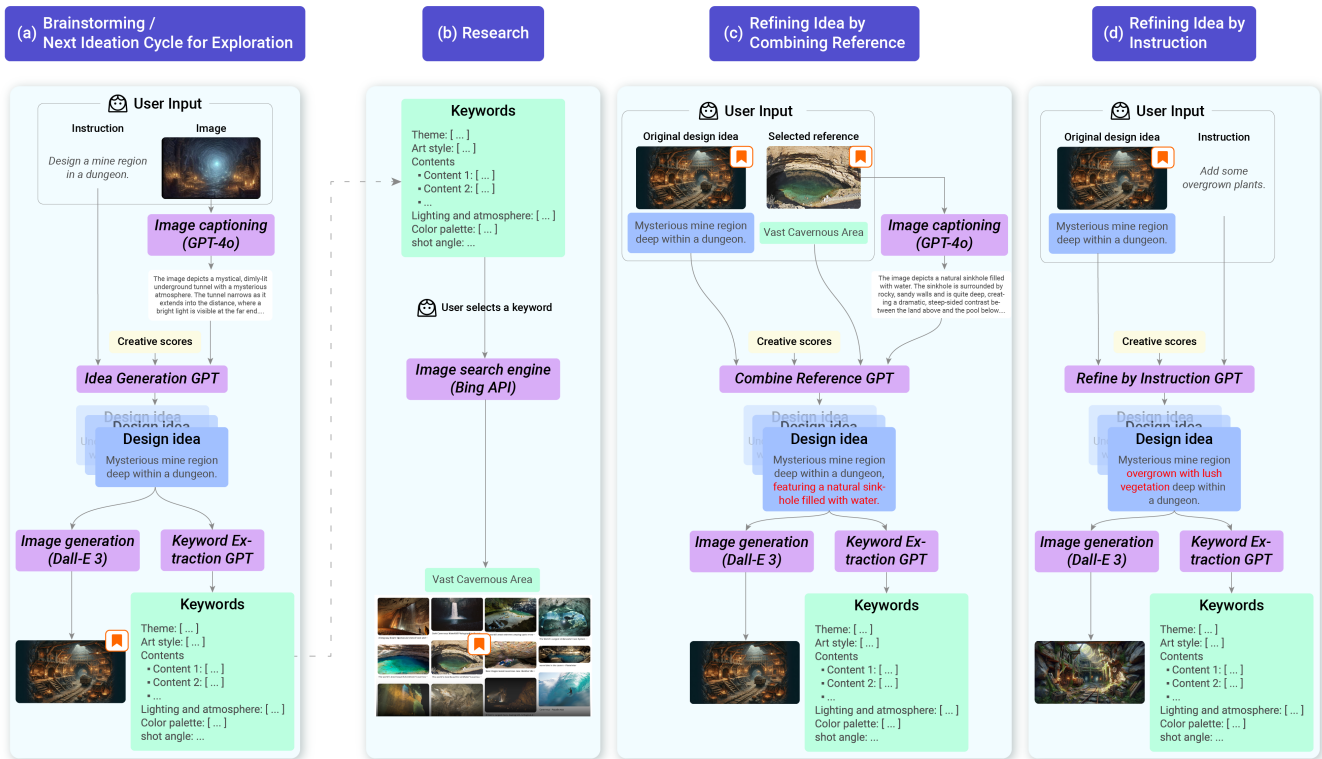 (a) Brainstorming /
Next Ideation Cycle for Exploration
User Input
Instruction
Image
Design a mine region
in a dungeon.
Image captioning
(GPT-4o)
The image depicts a mystical, dimly-lit
underground tunnel with a mysterious
atmosphere. The tunnel narrows as it
extends into the distance, where a
bright light is visible at the far end....
Creative scores
Idea Generation GPT
Design idea
Design idea
Design idea
Mysterious mine region
deep within a dungeon.
Image generation
(Dall-E 3)
Keyword Ex-
traction GPT
Keywords
Theme: [ ... ]
Art style: [ ... ]
Contents
• Content 1: [ ... ]
• Content 2: [ ... ]
• ...
Lighting and atmosphere: [ ... ]
Color palette: [ ... ]
shot angle: ...
(b) Research
Keywords
Theme: [ ... ]
Art style: [ ... ]
Contents
• Content 1: [ ... ]
• Content 2: [ ... ]
• ...
Lighting and atmosphere: [ ... ]
Color palette: [ ... ]
shot angle: ...
User selects a keyword
Image search engine
(Bing API)
Vast Cavernous Area
(c) Refining Idea by
Combining Reference
User Input
Original design idea
Selected reference
Mysterious mine region
deep within a dungeon.
Vast Cavernous Area
Image captioning
(GPT-4o)
The image depicts a natural sinkhole filled
with water. The sinkhole is surrounded by
rocky, sandy walls and is quite deep, creat-
ing a dramatic, steep-sided contrast be-
tween the land above and the pool below....
Creative scores
Combine Reference GPT
Design idea
Design idea
Design idea
Mysterious mine region
deep within a dungeon,
featuring a natural sink-
hole filled with water.
Image generation
(Dall-E 3)
Keyword Ex-
traction GPT
Keywords
Theme: [ ... ]
Art style: [ ... ]
Contents
• Content 1: [ ... ]
• Content 2: [ ... ]
• ...
Lighting and atmosphere: [ ... ]
Color palette: [ ... ]
shot angle: ...
(d) Refining Idea by
Instruction
User Input
Original design idea
Instruction
Add some
overgrown plants.
Mysterious mine region
deep within a dungeon.
Creative scores
Refine by Instruction GPT
Design idea
Design idea
Design idea
Mysterious mine region
overgrown with lush
vegetation deep within
a dungeon.
Image generation
(Dall-E 3)
Keyword Ex-
traction GPT
Keywords
Theme: [ ... ]
Art style: [ ... ]
Contents
• Content 1: [ ... ]
• Content 2: [ ... ]
• ...
Lighting and atmosphere: [ ... ]
Color palette: [ ... ]
shot angle: ...